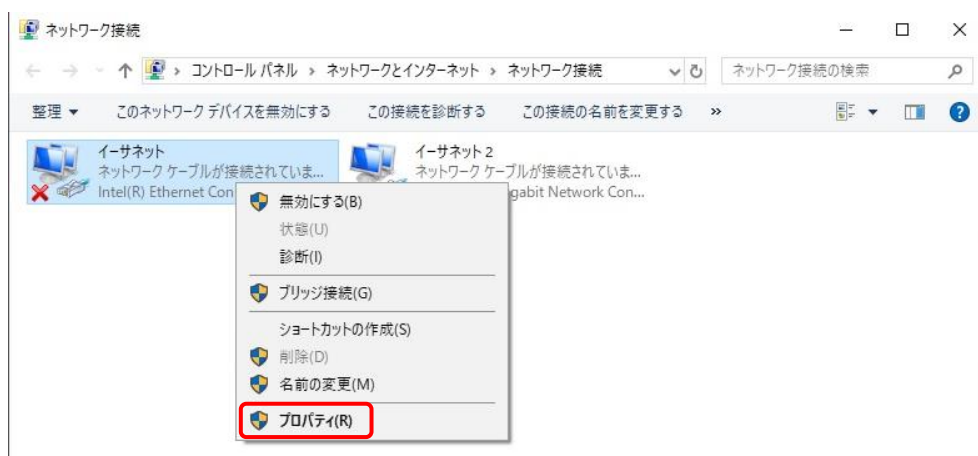 ネットワーク接続
コントロール パネル › ネットワークとインターネット › ネットワーク接続
ネットワーク接続の検索
整理 このネットワーク デバイスを無効にする この接続を診断する この接続の名前を変更する »
イーサネット
ネットワーク ケーブルが接続されていま...
Intel(R) Ethernet Con
イーサネット 2
ネットワーク ケーブルが接続されていま...
gabit Network Con...
無効にする(B)
状態(U)
診断(I)
ブリッジ接続(G)
ショートカットの作成(S)
削除(D)
名前の変更(M)
プロパティ(R)